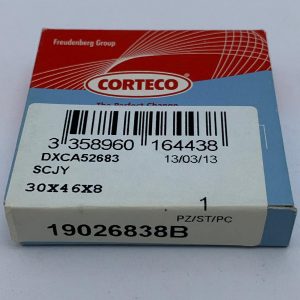 Freudenberg Group
CORTECO
The Perfect Change
3 358960 164438
DXCA52683 13/03/13
SCJY
30X46X8
1
PZ/ST/PC
19026838B